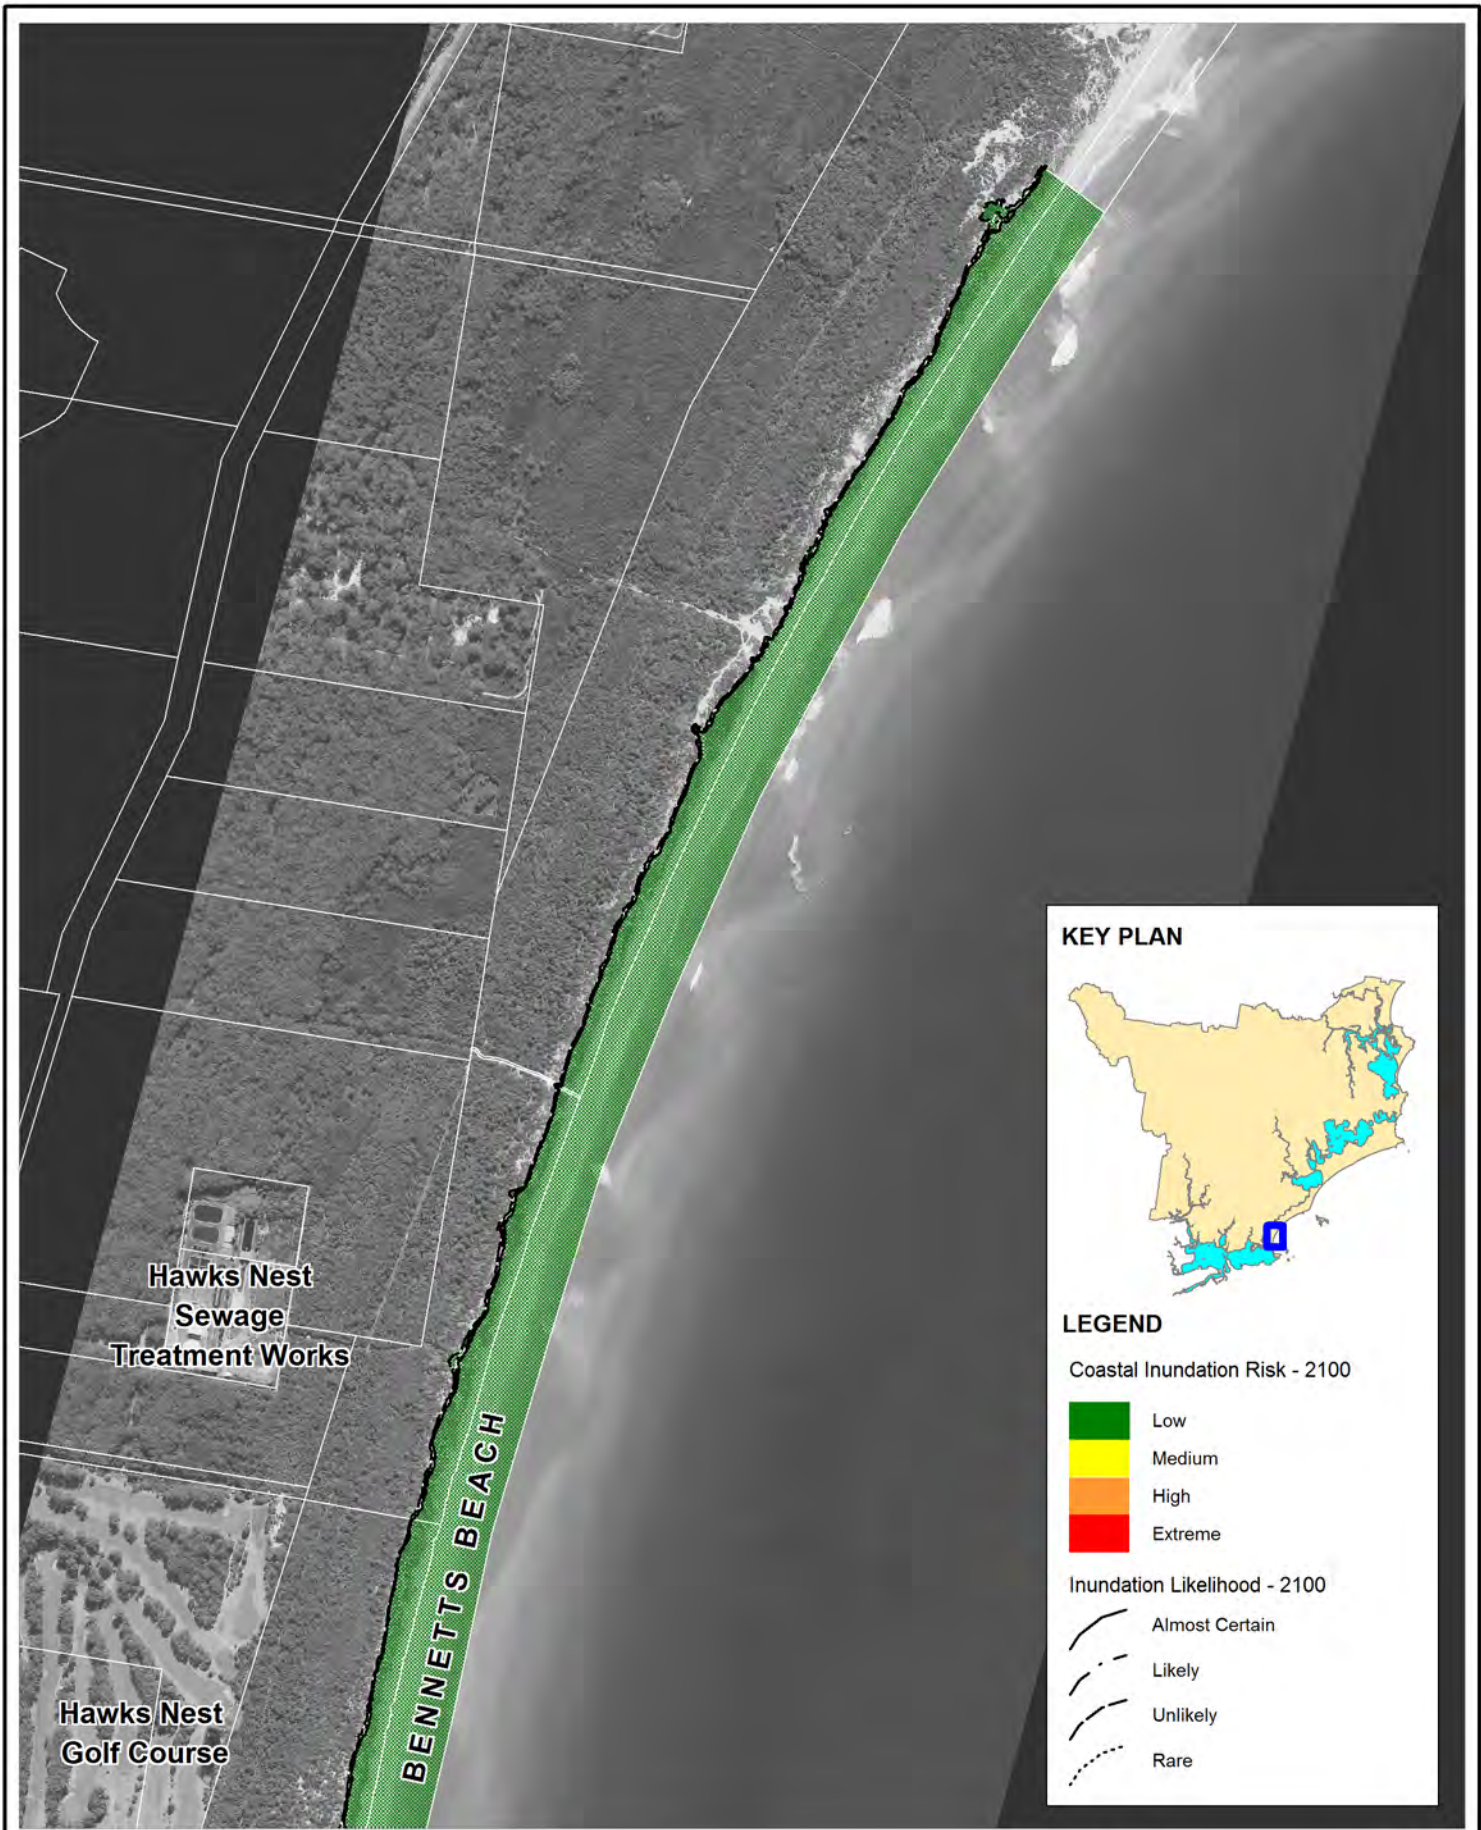 Hawks Nest
Sewage
Treatment Works
Hawks Nest
Golf Course
BENNETTS BEACH
KEY PLAN
LEGEND
Coastal Inundation Risk - 2100
Low
Medium
High
Extreme
Inundation Likelihood - 2100
Almost Certain
Likely
Unlikely
Rare